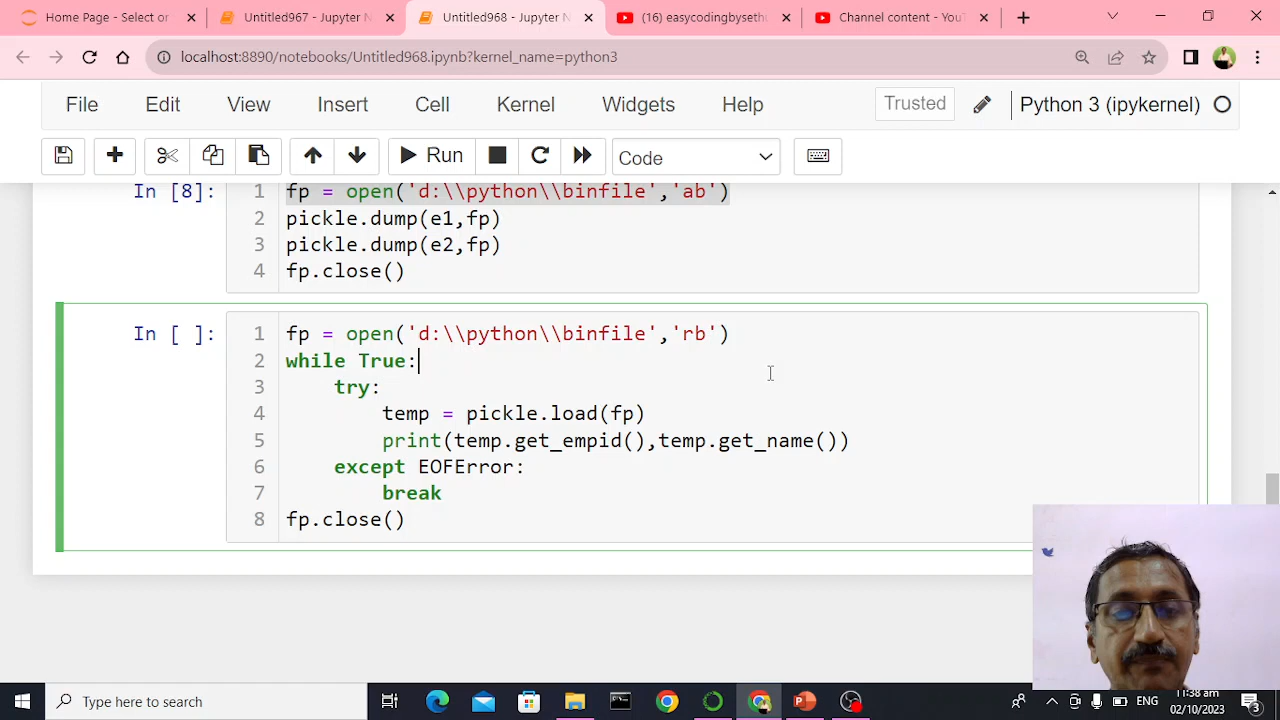 Home Page - Select or
Untitled967 - Jupyter N
Untitled968 - Jupyter N
(16) easycodingbysethu
Channel content - You
localhost:8890/notebooks/Untitled968.ipynb?kernel_name=python3
File Edit View Insert Cell Kernel Widgets Help Trusted Python 3 (ipykernel)
Run Code
In [8]: 1 fp = open('d:\\python\\binfile','ab')
2 pickle.dump(e1,fp)
3 pickle.dump(e2,fp)
4 fp.close()
In [ ]: 1 fp = open('d:\\python\\binfile','rb')
2 while True:
3 try:
4 temp = pickle.load(fp)
5 print(temp.get_empid(),temp.get_name())
6 except EOFError:
7 break
8 fp.close()
Type here to search
ENG
11:38 am
02/10/2023
3